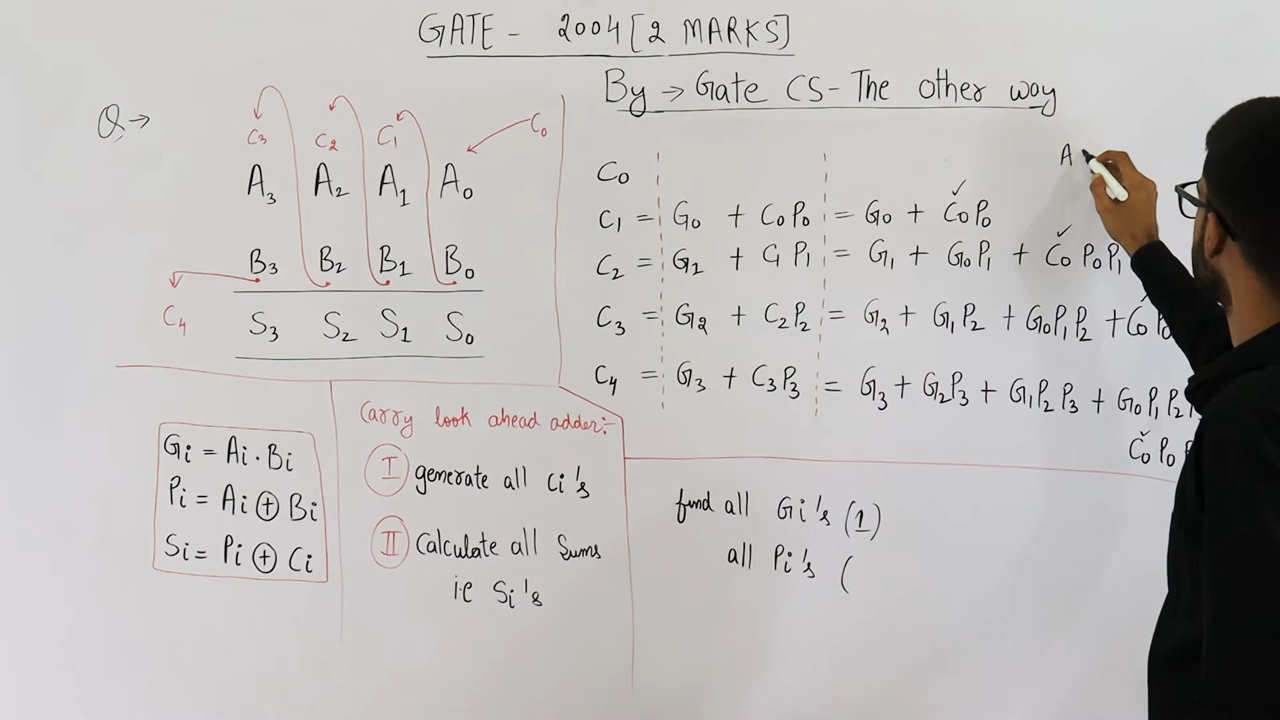 GATE - 2004 [2 MARKS]
By → Gate CS - The other way
Q →
C3 C2 C1 C0
A3 A2 A1 A0
B3 B2 B1 B0
C4
S3 S2 S1 S0
A
C0
C1 = G0 + C0P0 = G0 + C0P0
C2 = G1 + C1P1 = G1 + G0P1 + C0P0P1
C3 = G2 + C2P2 = G2 + G1P2 + G0P1P2 + C0P0
C4 = G3 + C3P3 = G3 + G2P3 + G1P2P3 + G0P1P2
C0P0
Gi = Ai . Bi
Pi = Ai ⊕ Bi
Si = Pi ⊕ Ci
Carry look ahead adder:-
I generate all Ci's
II Calculate all Sums
i.e Si's
find all Gi's (1)
all Pi's (